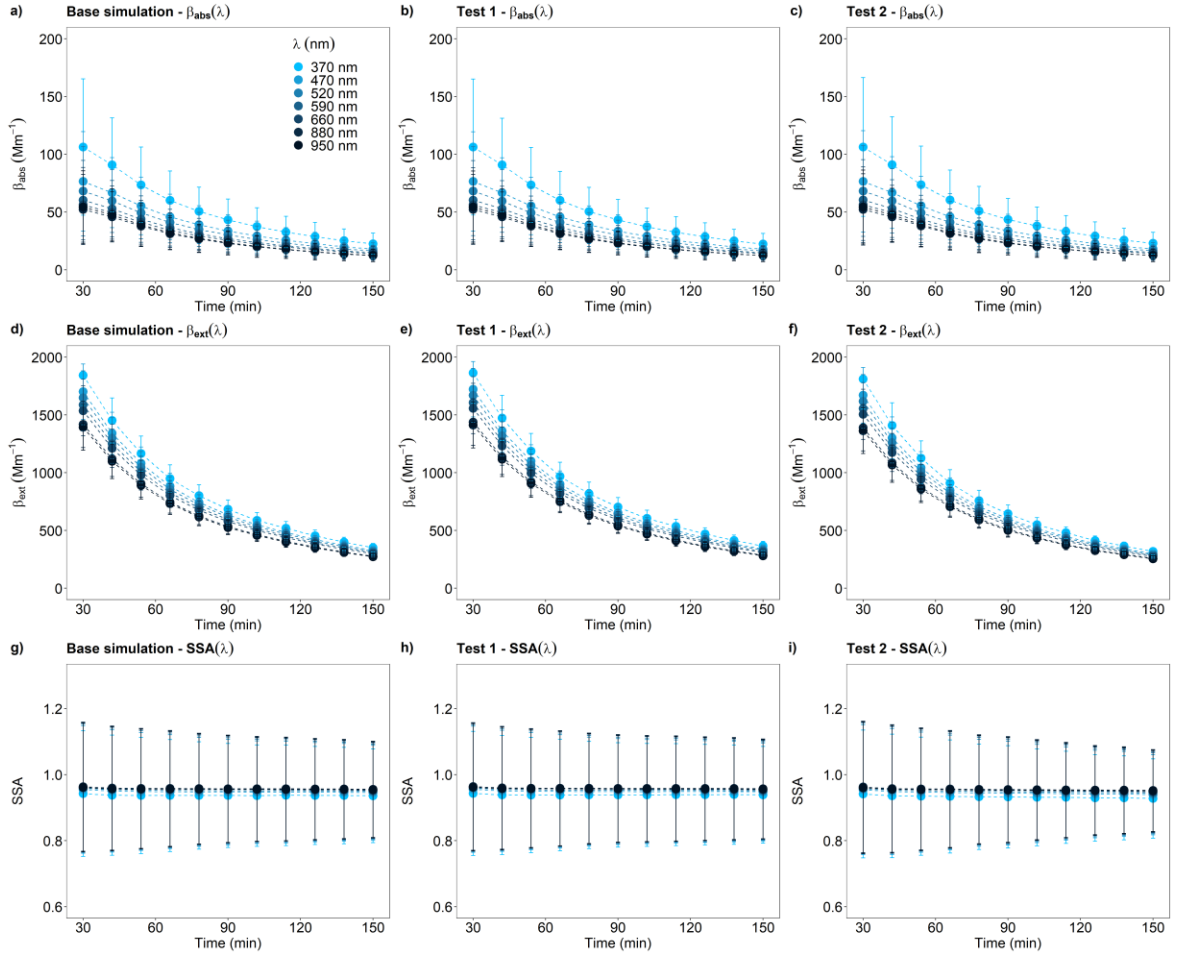 a) Base simulation - βabs(λ)
b) Test 1 - βabs(λ)
c) Test 2 - βabs(λ)
200
150
100
50
0
βabs (Mm−1)
λ (nm)
370 nm
470 nm
520 nm
590 nm
660 nm
880 nm
950 nm
30 60 90 120 150
Time (min)
200
150
100
50
0
βabs (Mm−1)
30 60 90 120 150
Time (min)
200
150
100
50
0
βabs (Mm−1)
30 60 90 120 150
Time (min)
d) Base simulation - βext(λ)
e) Test 1 - βext(λ)
f) Test 2 - βext(λ)
2000
1500
1000
500
0
βext (Mm−1)
30 60 90 120 150
Time (min)
2000
1500
1000
500
0
βext (Mm−1)
30 60 90 120 150
Time (min)
2000
1500
1000
500
0
βext (Mm−1)
30 60 90 120 150
Time (min)
g) Base simulation - SSA(λ)
h) Test 1 - SSA(λ)
i) Test 2 - SSA(λ)
1.2
1.0
0.8
0.6
SSA
30 60 90 120 150
Time (min)
1.2
1.0
0.8
0.6
SSA
30 60 90 120 150
Time (min)
1.2
1.0
0.8
0.6
SSA
30 60 90 120 150
Time (min)